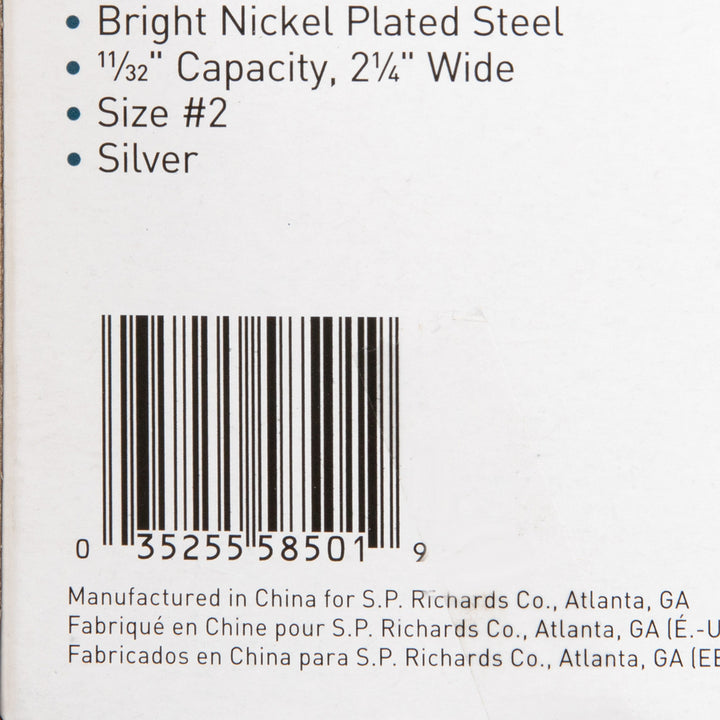 • Bright Nickel Plated Steel
• 11/32" Capacity, 2¼" Wide
• Size #2
• Silver
0 35255 58501 9
Manufactured in China for S.P. Richards Co., Atlanta, GA
Fabriqué en Chine pour S.P. Richards Co., Atlanta, GA (É.-U
Fabricados en China para S.P. Richards Co., Atlanta, GA (EE